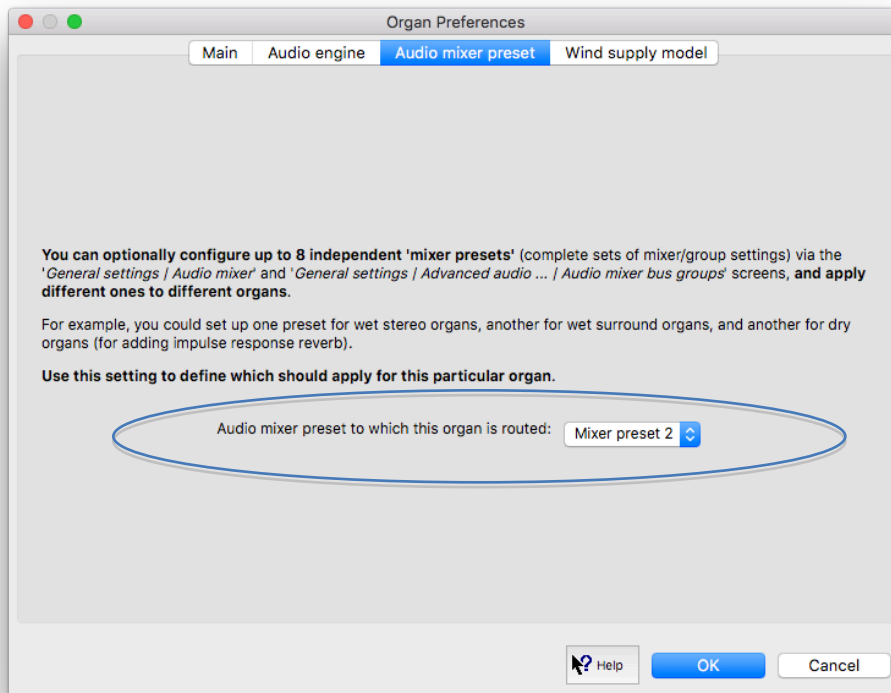 Organ Preferences
Main Audio engine Audio mixer preset Wind supply model
You can optionally configure up to 8 independent 'mixer presets' (complete sets of mixer/group settings) via the
'General settings | Audio mixer' and 'General settings | Advanced audio ... | Audio mixer bus groups' screens, and apply
different ones to different organs.
For example, you could set up one preset for wet stereo organs, another for wet surround organs, and another for dry
organs (for adding impulse response reverb).
Use this setting to define which should apply for this particular organ.
Audio mixer preset to which this organ is routed: Mixer preset 2
? Help OK Cancel